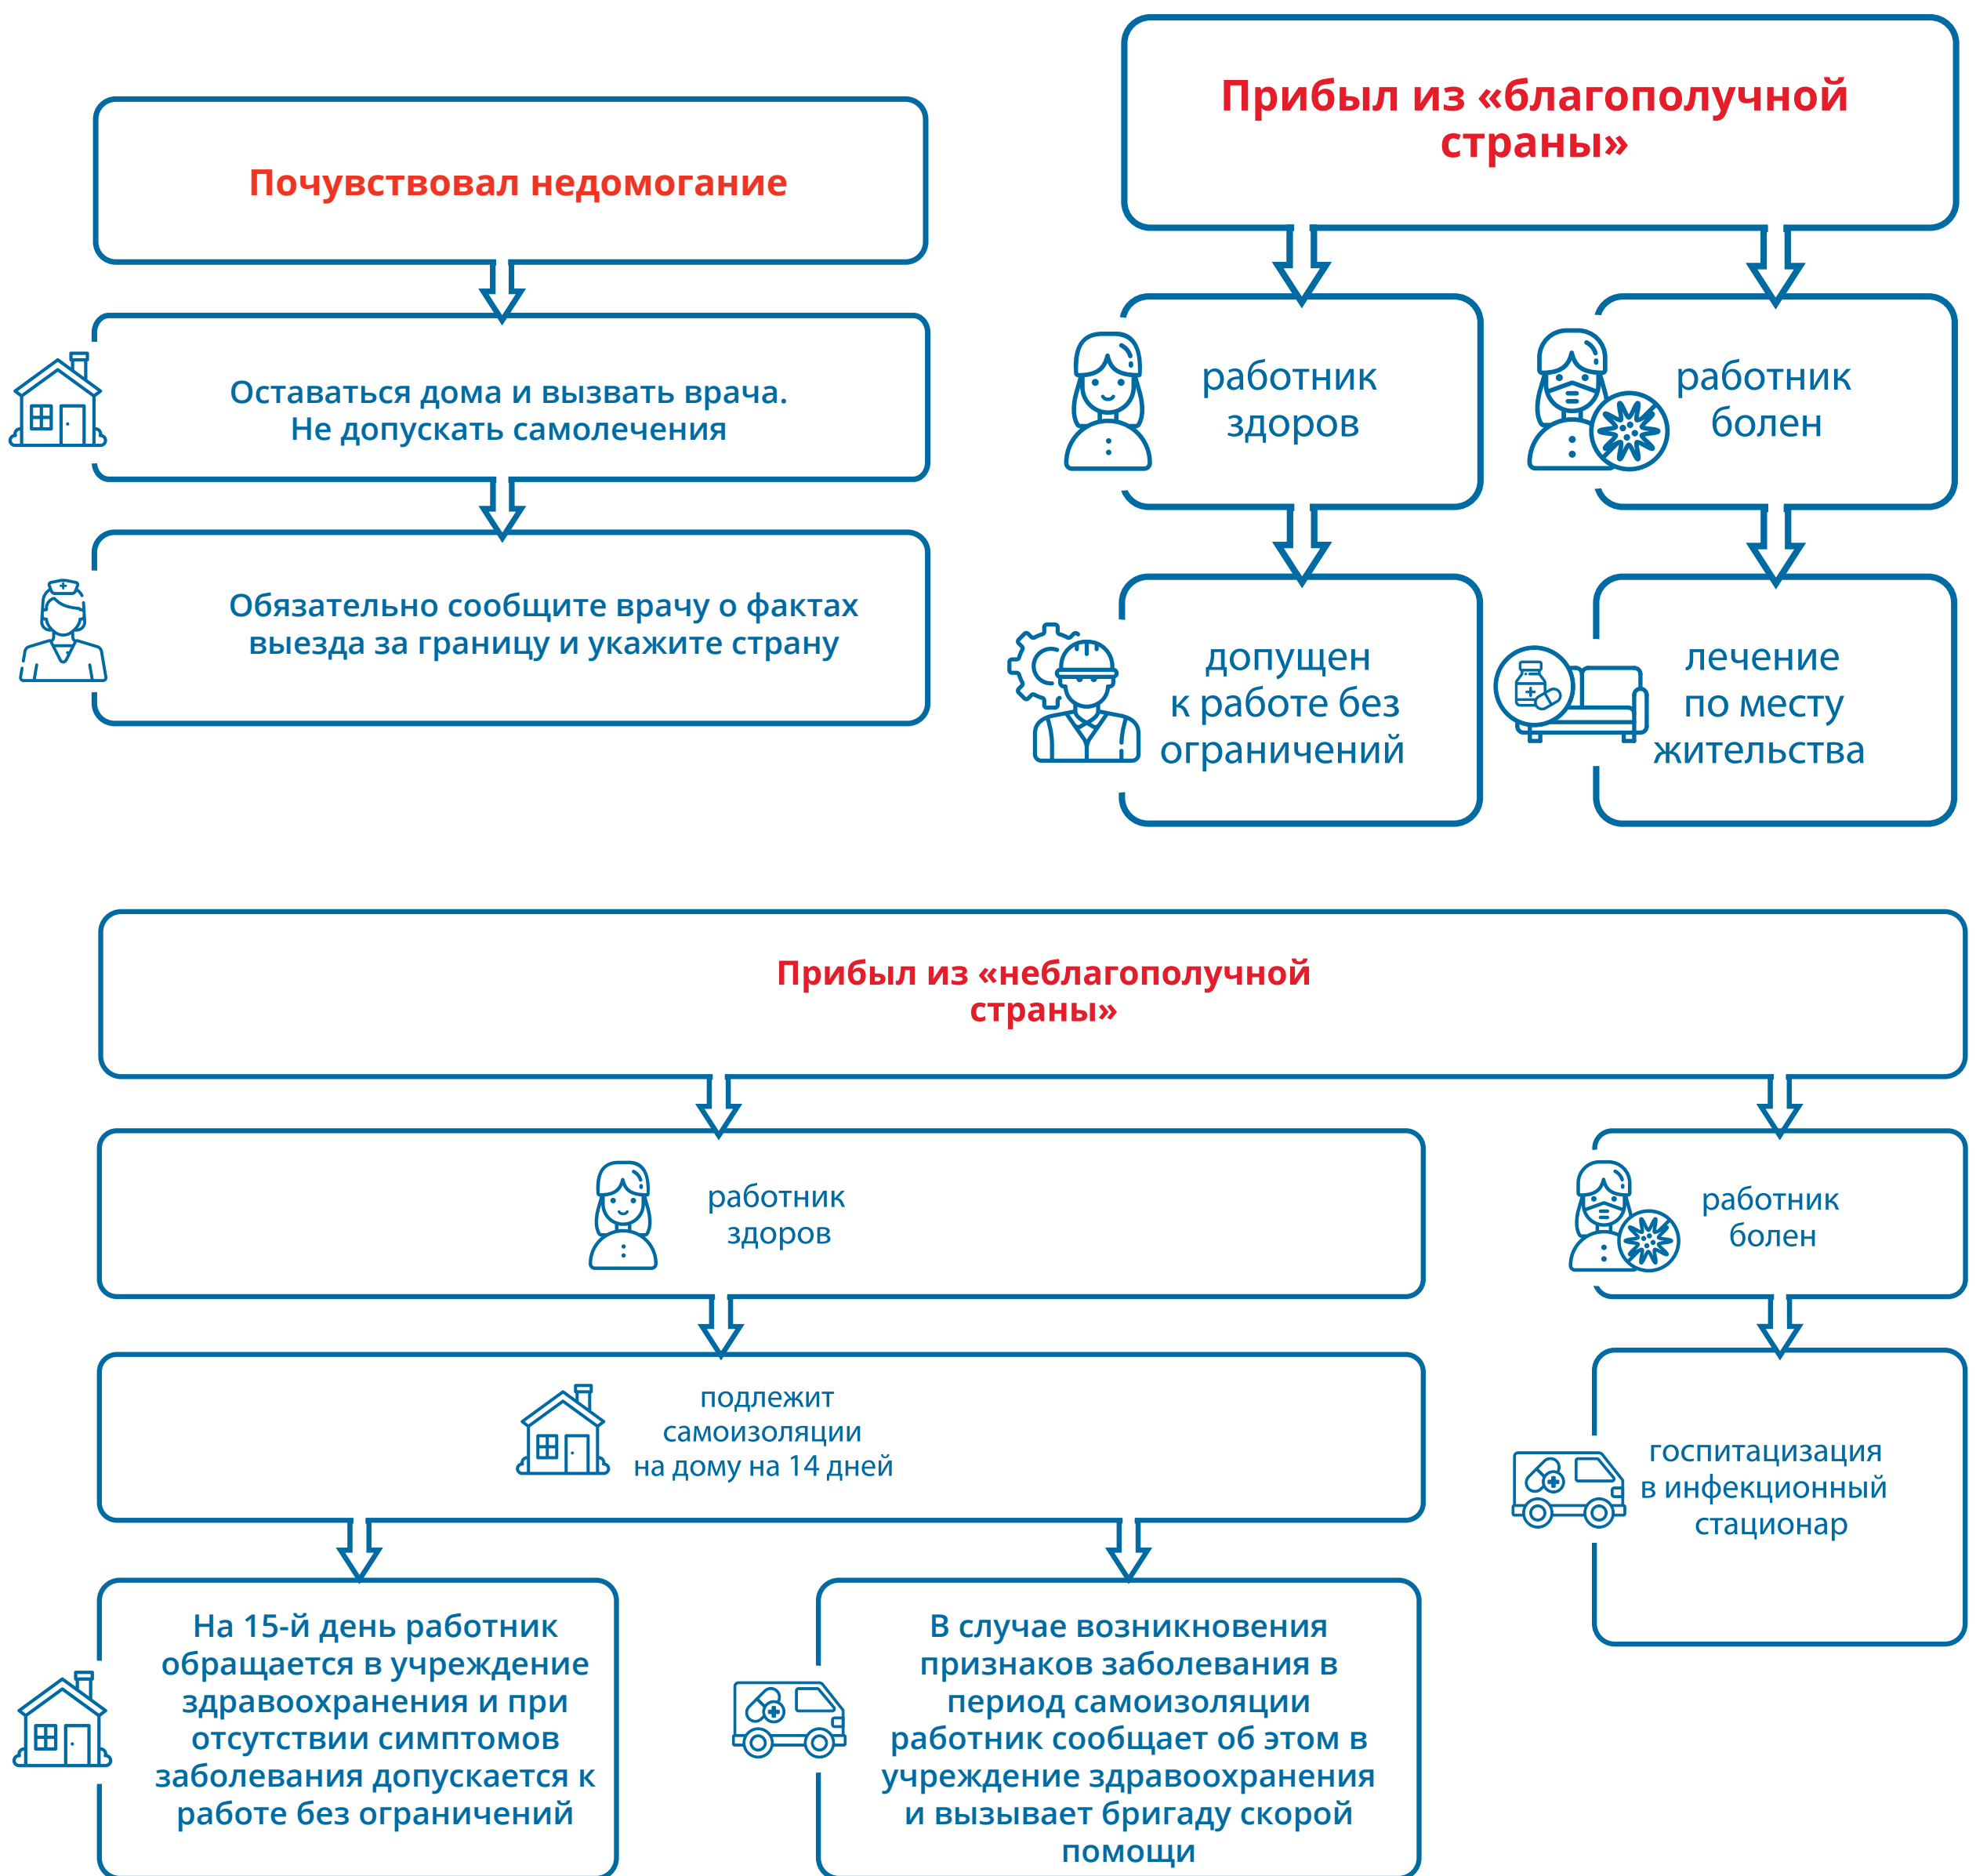 Почувствовал недомогание
Оставаться дома и вызвать врача.
Не допускать самолечения
Обязательно сообщите врачу о фактах
выезда за границу и укажите страну
Прибыл из «благополучной
страны»
работник
здоров
работник
болен
допущен
к работе без
ограничений
лечение
по месту
жительства
Прибыл из «неблагополучной
страны»
работник
здоров
работник
болен
подлежит
самоизоляции
на дому на 14 дней
госпитацизация
в инфекционный
стационар
На 15-й день работник
обращается в учреждение
здравоохранения и при
отсутствии симптомов
заболевания допускается к
работе без ограничений
В случае возникновения
признаков заболевания в
период самоизоляции
работник сообщает об этом в
учреждение здравоохранения
и вызывает бригаду скорой
помощи